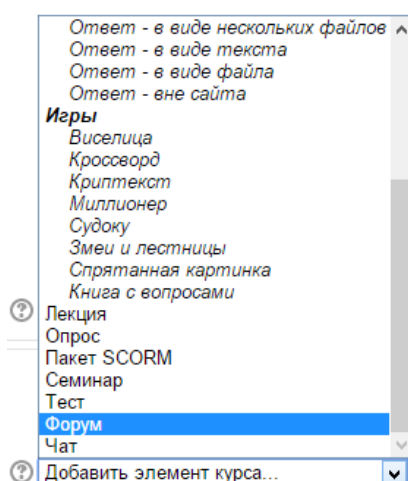 Ответ - в виде нескольких файлов
Ответ - в виде текста
Ответ - в виде файла
Ответ - вне сайта
Игры
Виселица
Кроссворд
Криптекст
Миллионер
Судоку
Змеи и лестницы
Спрятанная картинка
Книга с вопросами
Лекция
Опрос
Пакет SCORM
Семинар
Тест
Форум
Чат
Добавить элемент курса...